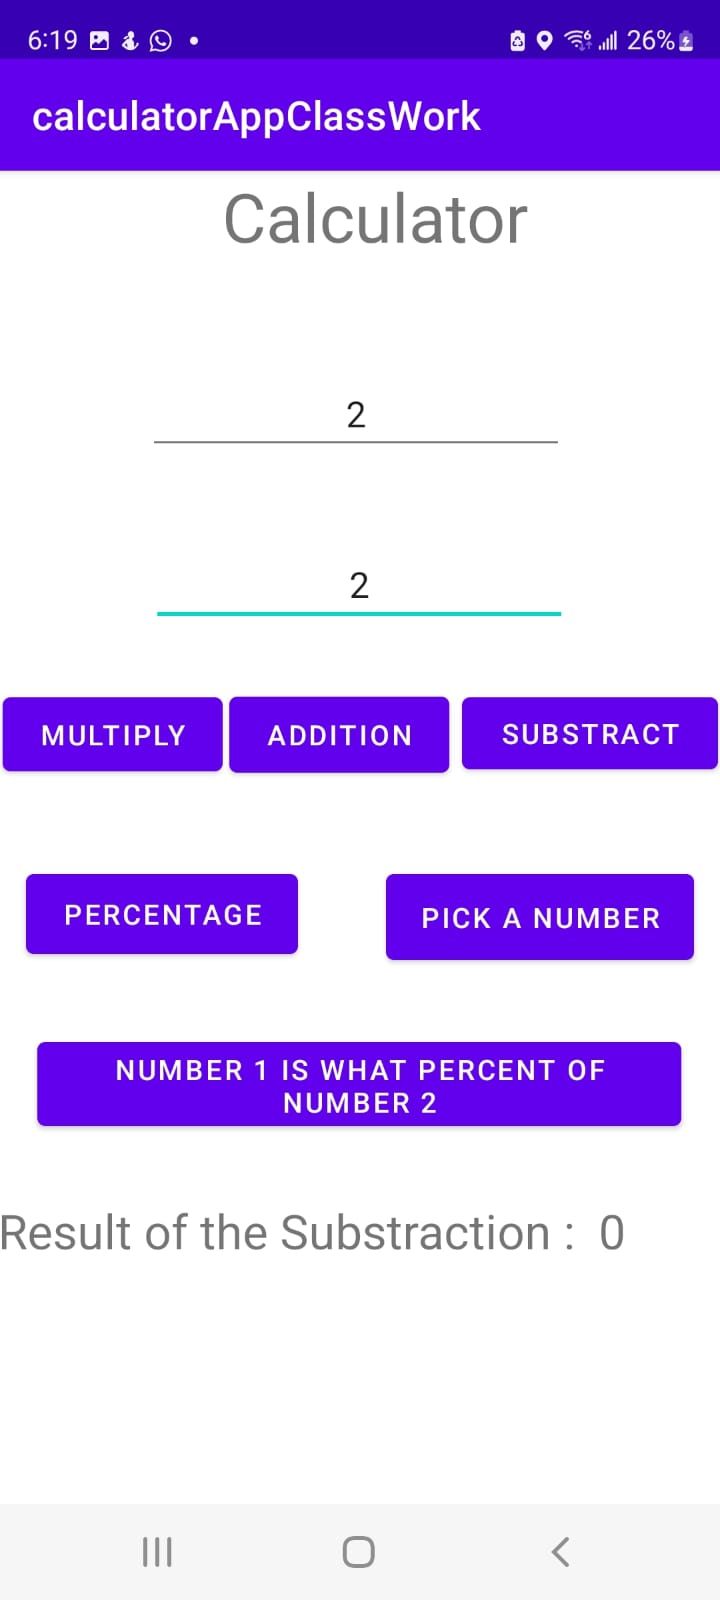 6:19 26%
calculatorAppClassWork
Calculator
2
2
MULTIPLY ADDITION SUBSTRACT
PERCENTAGE PICK A NUMBER
NUMBER 1 IS WHAT PERCENT OF
NUMBER 2
Result of the Substraction : 0